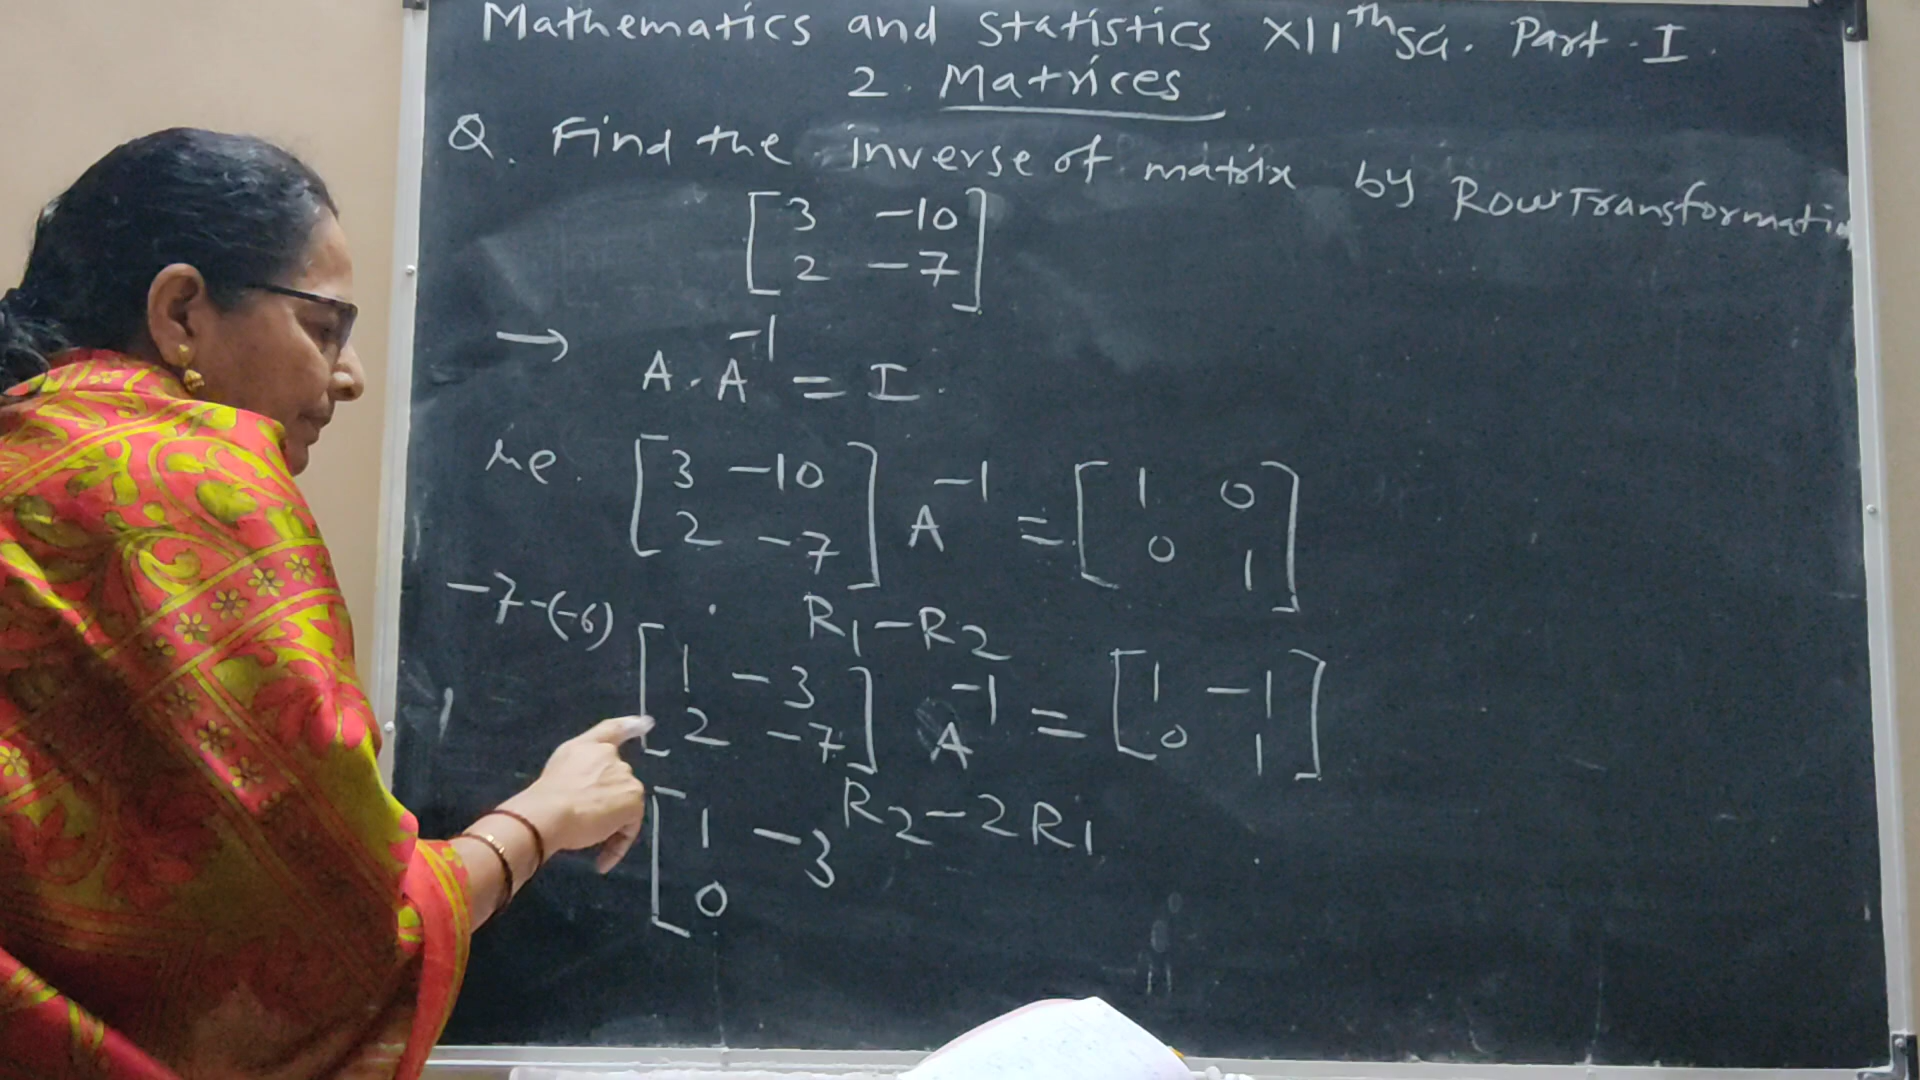 Mathematics and Statistics XIIth Sci. Part-I.
2. Matrices
Q. Find the inverse of matrix by Row Transformation
[3 -10]
[2 -7]
→ A.A⁻¹ = I.
[3 -10] A⁻¹ = [1 0]
[2 -7] [0 1]
-7-(-6)
R1-R2
[1 -3] A⁻¹ = [1 -1]
[2 -7] [0 1]
R2-2R1
[1 -3
[0